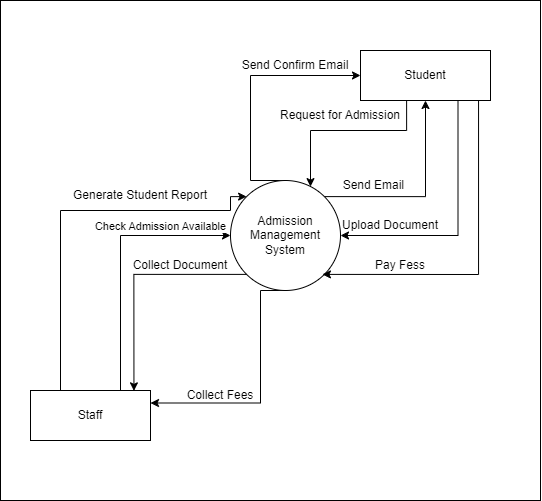 Send Confirm Email
Student
Request for Admission
Send Email
Generate Student Report
Check Admission Available
Admission
Management
System
Upload Document
Collect Document
Pay Fess
Collect Fees
Staff